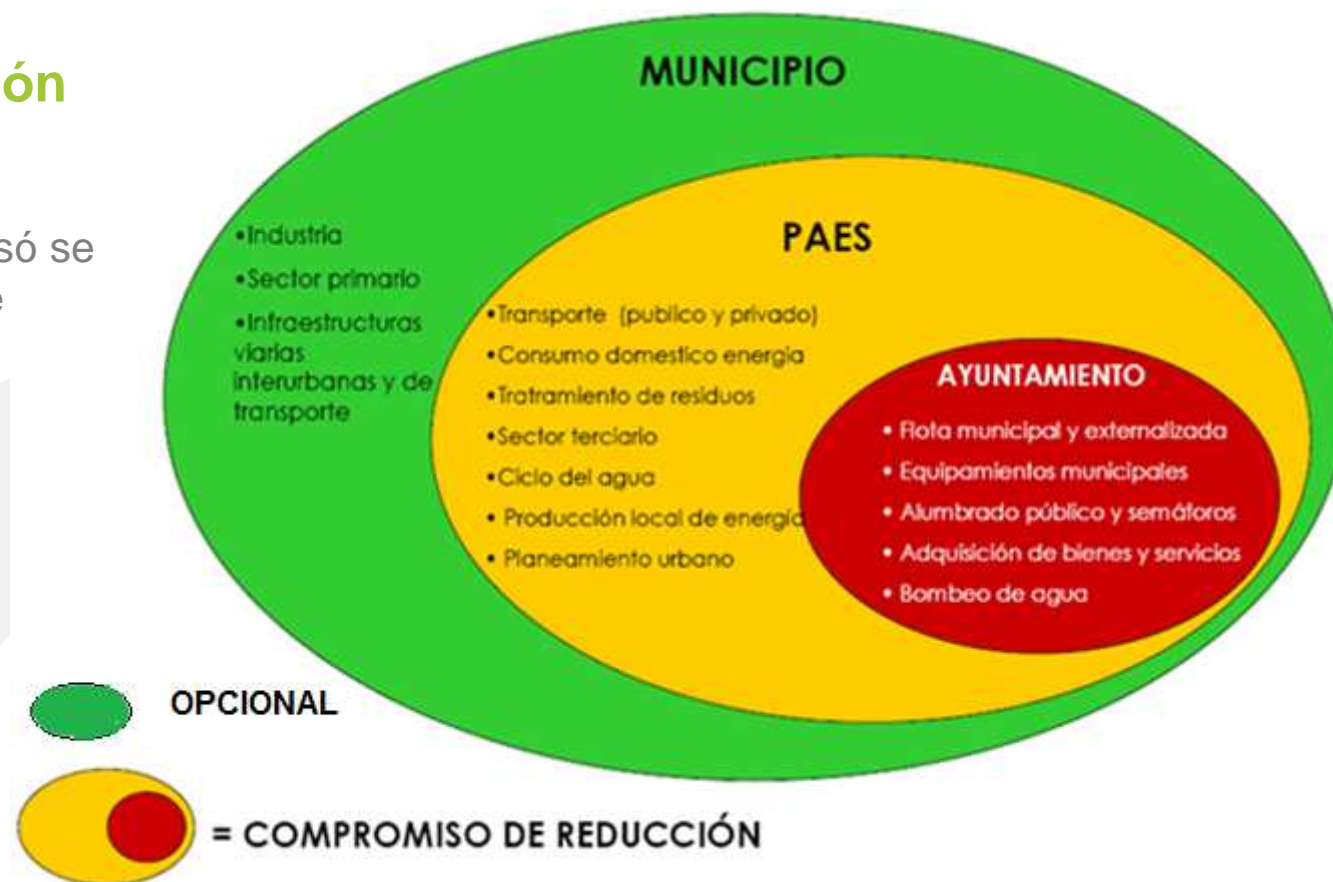 ón
só se
e
MUNICIPIO
•Industria
•Sector primario
•Infraestructuras
viarias
interurbanas y de
transporte
PAES
•Transporte (publico y privado)
•Consumo domestico energía
•Tratramiento de residuos
•Sector terciario
•Ciclo del agua
• Producción local de energía
• Planeamiento urbano
AYUNTAMIENTO
• Flota municipal y externalizada
• Equipamientos municipales
• Alumbrado público y semáforos
• Adquisición de bienes y servicios
• Bombeo de agua
OPCIONAL
= COMPROMISO DE REDUCCIÓN